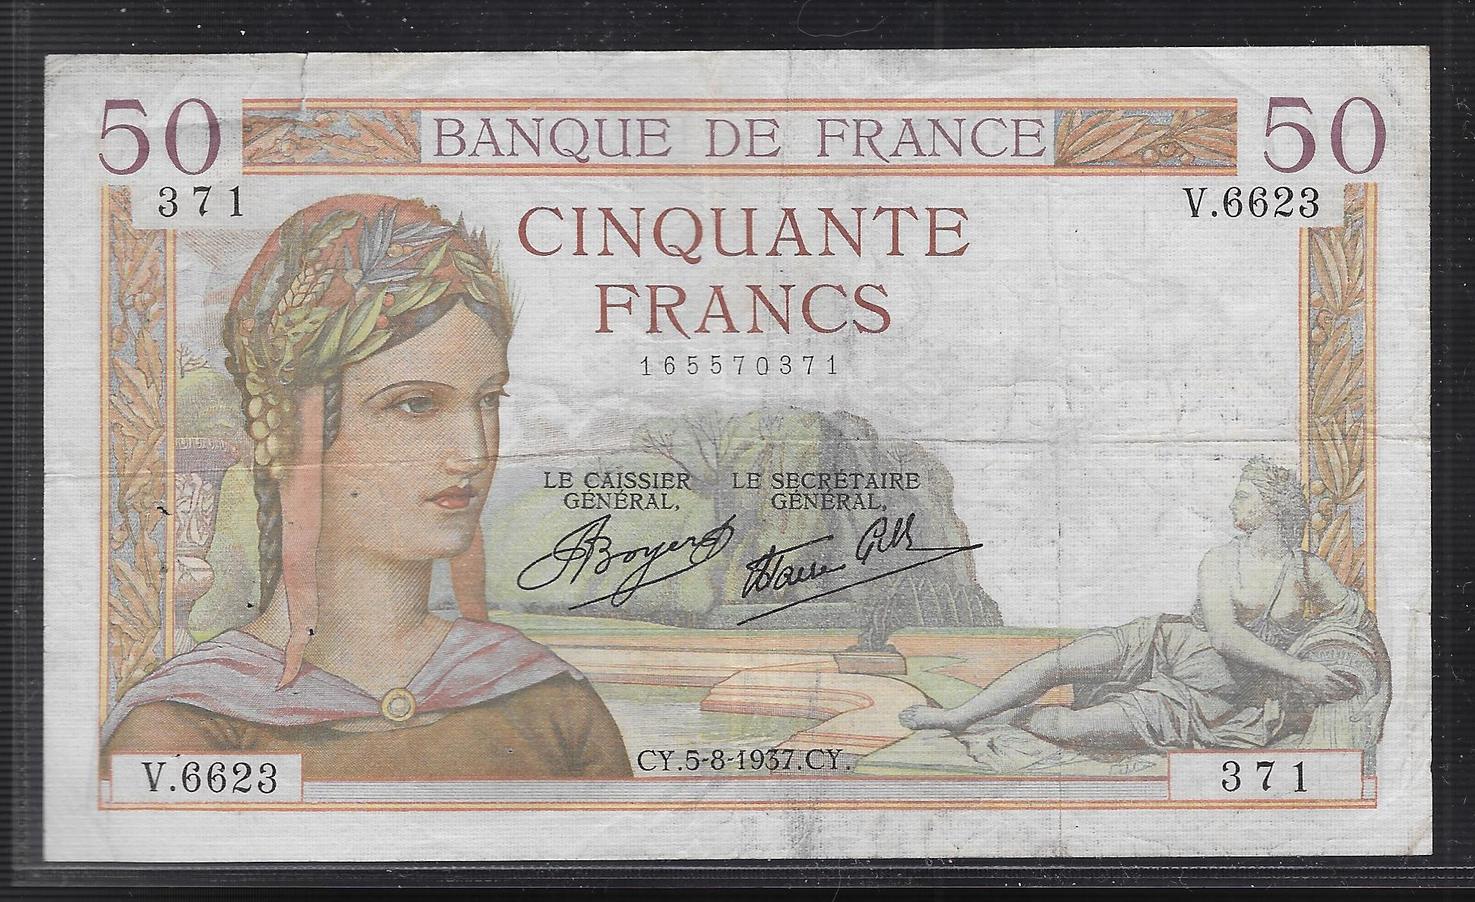 50 BANQUE DE FRANCE 50
371 V.6623
CINQUANTE
FRANCS
165570371
LE CAISSIER LE SECRÉTAIRE
GÉNÉRAL, GÉNÉRAL,
Boyer
CY.5-8-1937.CY.
V.6623 371